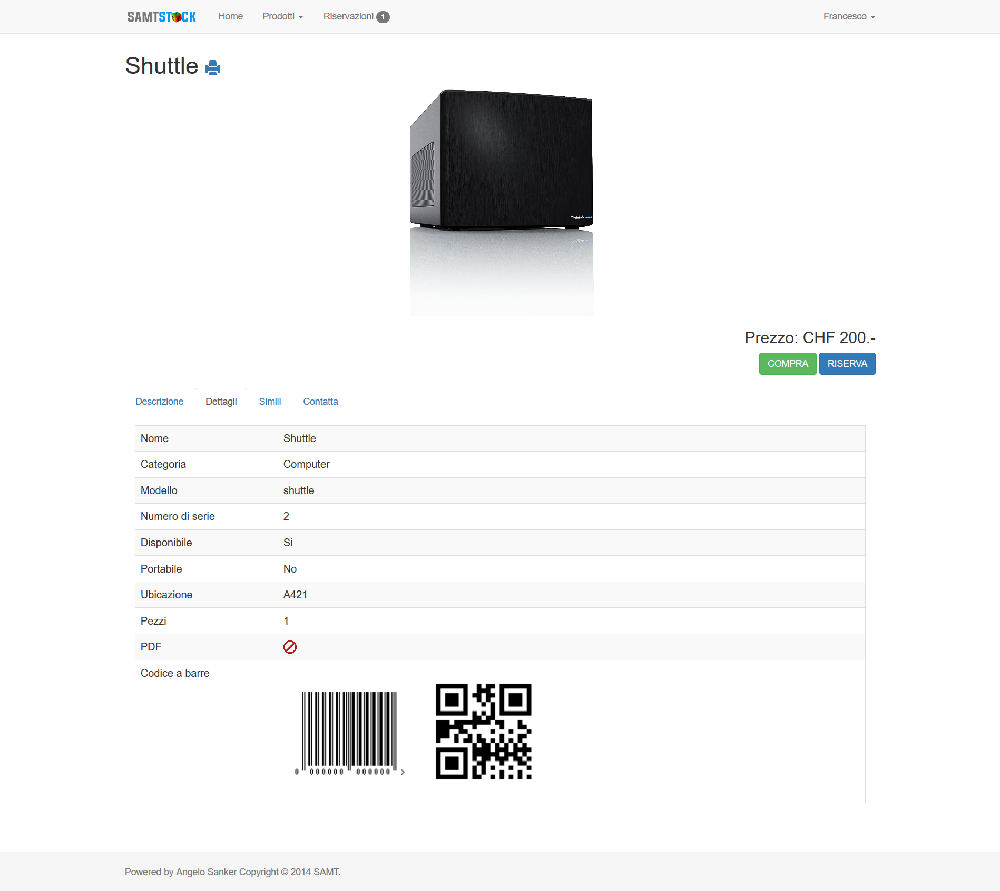 SAMTSTOCK Home Prodotti Riservazioni 1 Francesco
Shuttle
Prezzo: CHF 200.-
COMPRA RISERVA
Descrizione Dettagli Simili Contatta
Nome Shuttle
Categoria Computer
Modello shuttle
Numero di serie 2
Disponibile Si
Portabile No
Ubicazione A421
Pezzi 1
PDF
Codice a barre
0 000000 000000 >
Powered by Angelo Sanker Copyright © 2014 SAMT.